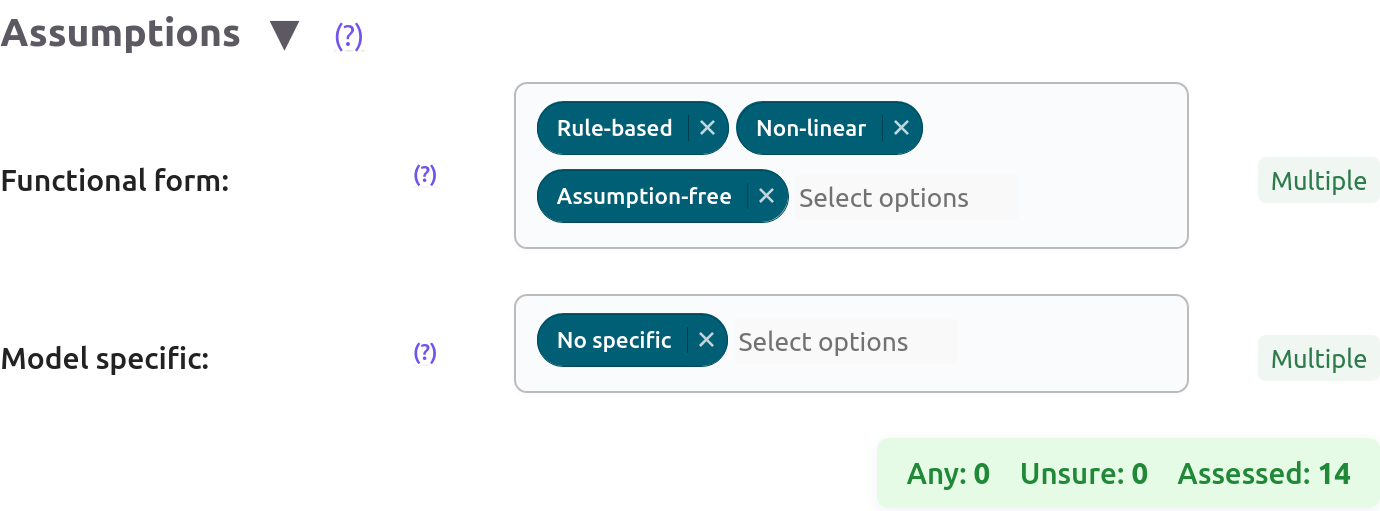 Assumptions ▼ (?)
Rule-based × Non-linear ×
Functional form: (?) Multiple
Assumption-free × Select options
No specific × Select options
Model specific: (?) Multiple
Any: 0 Unsure: 0 Assessed: 14